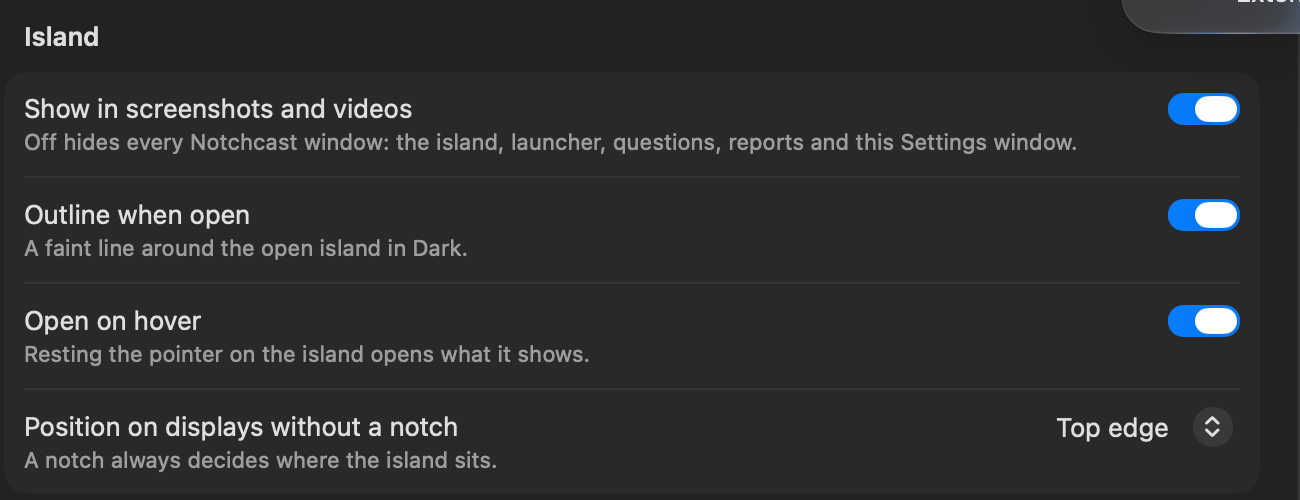 Island
Show in screenshots and videos
Off hides every Notchcast window: the island, launcher, questions, reports and this Settings window.
Outline when open
A faint line around the open island in Dark.
Open on hover
Resting the pointer on the island opens what it shows.
Position on displays without a notch
Top edge
A notch always decides where the island sits.